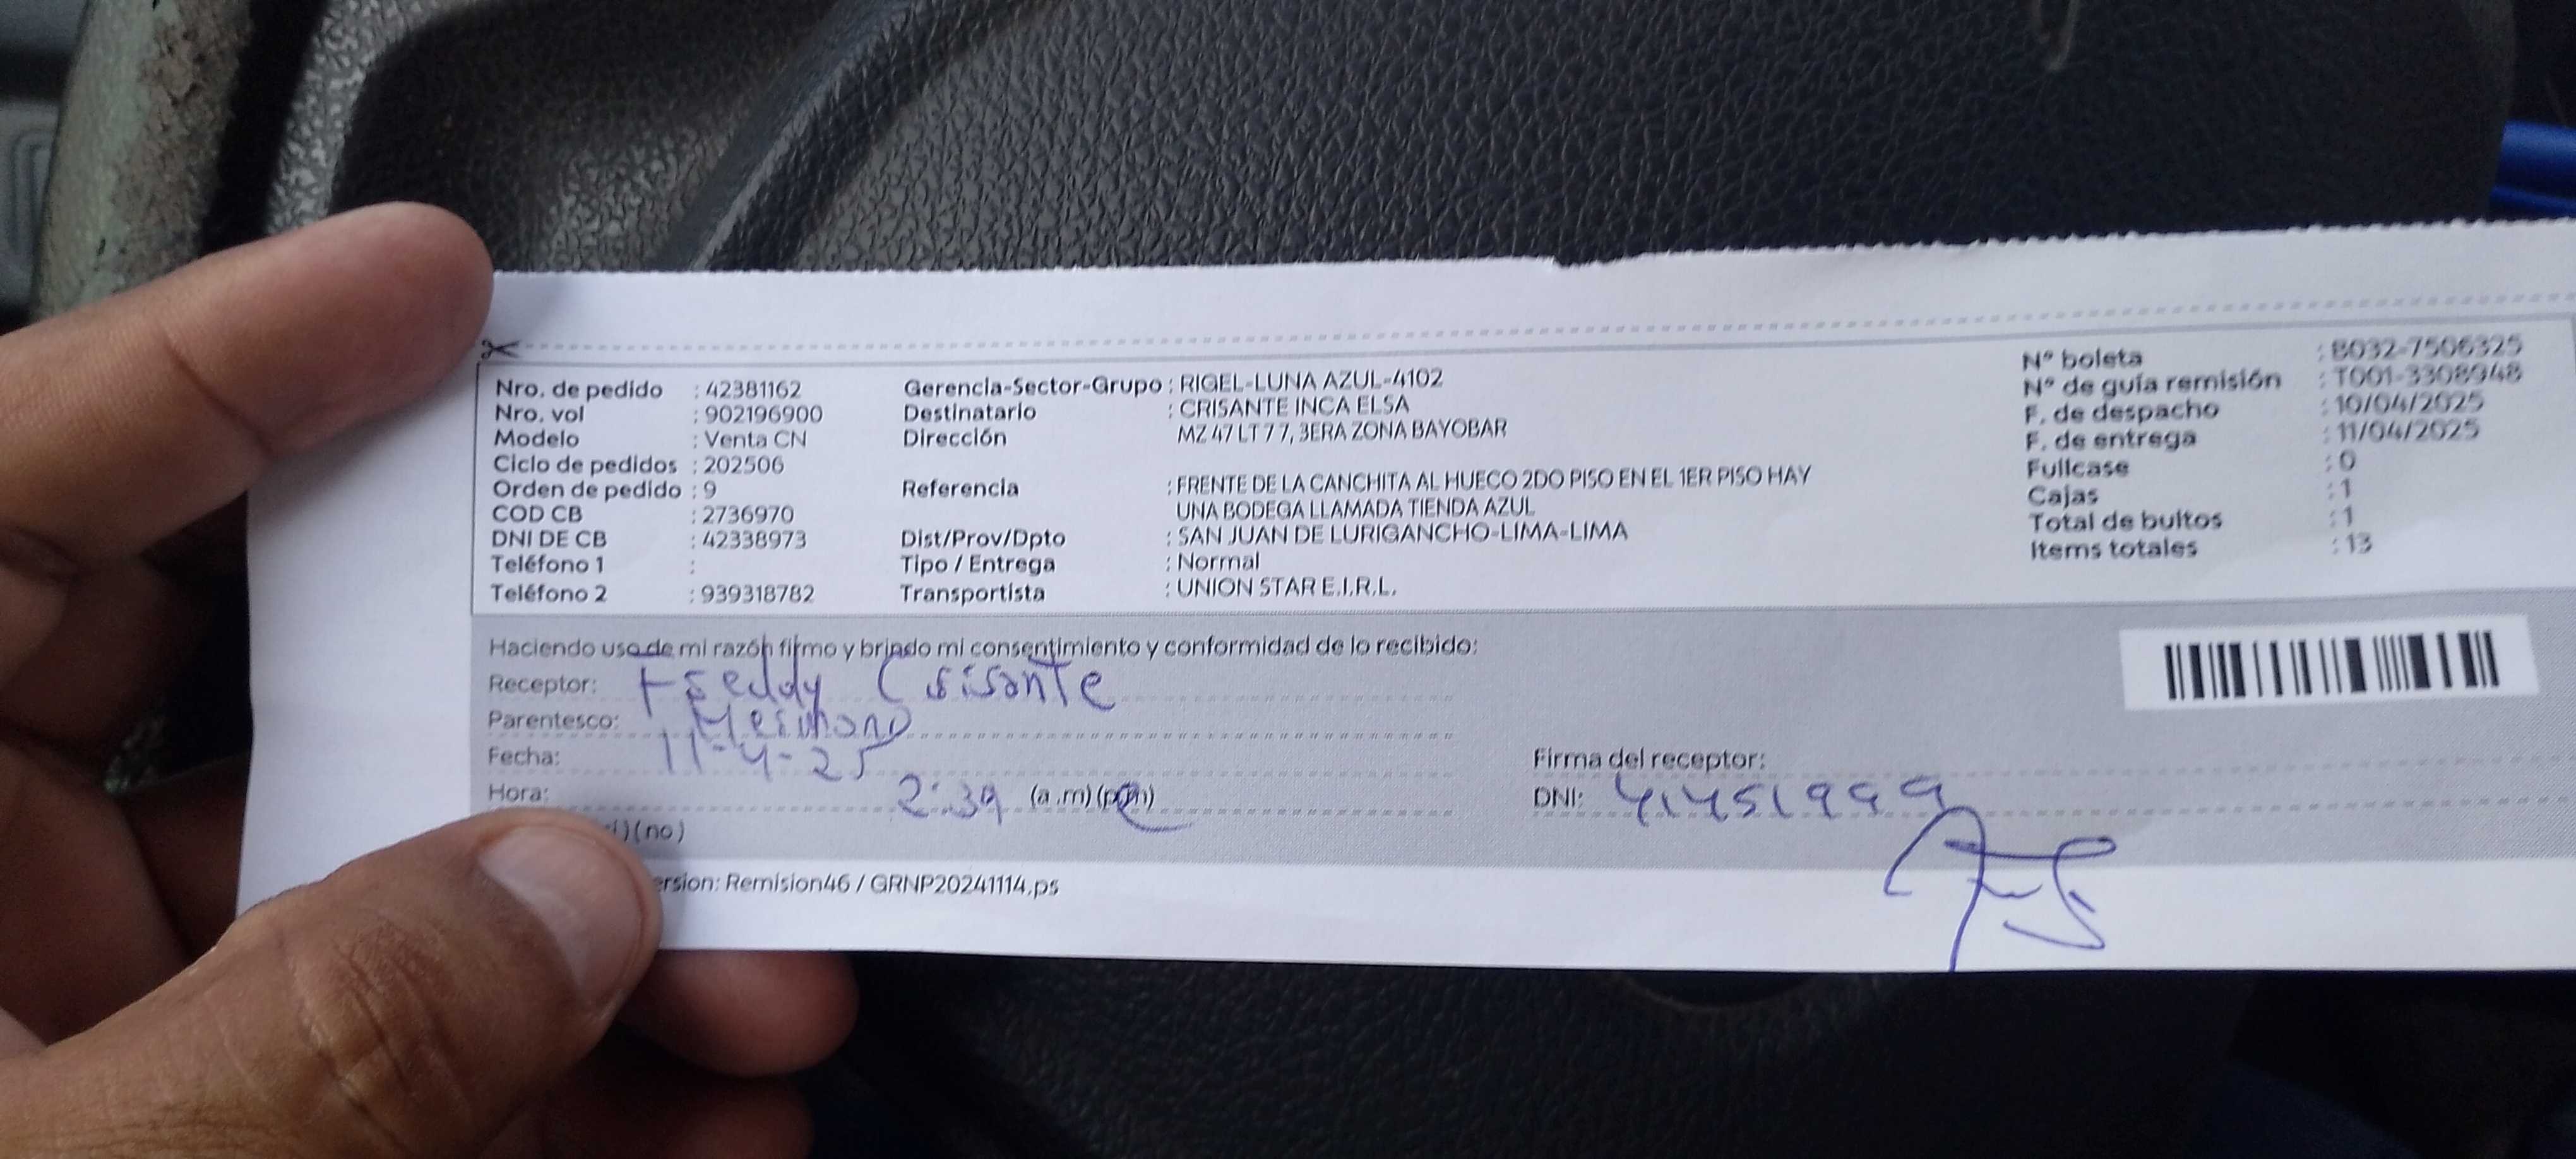 Nro. de pedido : 42381162
Nro. vol : 902196900
Modelo : Venta CN
Ciclo de pedidos : 202506
Orden de pedido : 9
COD CB : 2736970
DNI DE CB : 42338973
Teléfono 1 :
Teléfono 2 : 939318782
Gerencia-Sector-Grupo : RIGEL-LUNA AZUL-4102
Destinatario : CRISANTE INCA ELSA
Dirección MZ 47 LT 7 7, 3ERA ZONA BAYOBAR
Referencia : FRENTE DE LA CANCHITA AL HUECO 2DO PISO EN EL 1ER PISO HAY
UNA BODEGA LLAMADA TIENDA AZUL
Dist/Prov/Dpto : SAN JUAN DE LURIGANCHO-LIMA-LIMA
Tipo / Entrega : Normal
Transportista : UNION STAR E.I.R.L.
N° boleta : B032-7506325
N° de guía remisión : T001-3308948
F. de despacho : 10/04/2025
F. de entrega : 11/04/2025
Fullcase : 0
Cajas : 1
Total de bultos : 1
Items totales : 13
Haciendo uso de mi razón firmo y brindo mi consentimiento y conformidad de lo recibido:
Receptor: Freddy Crisante
Parentesco: Hermano
Fecha: 11-4-25
Hora: 2:39 (a.m) (p.m)
Firma del receptor:
DNI: 41451999
) (no)
ersion: Remision46 / GRNP20241114.ps